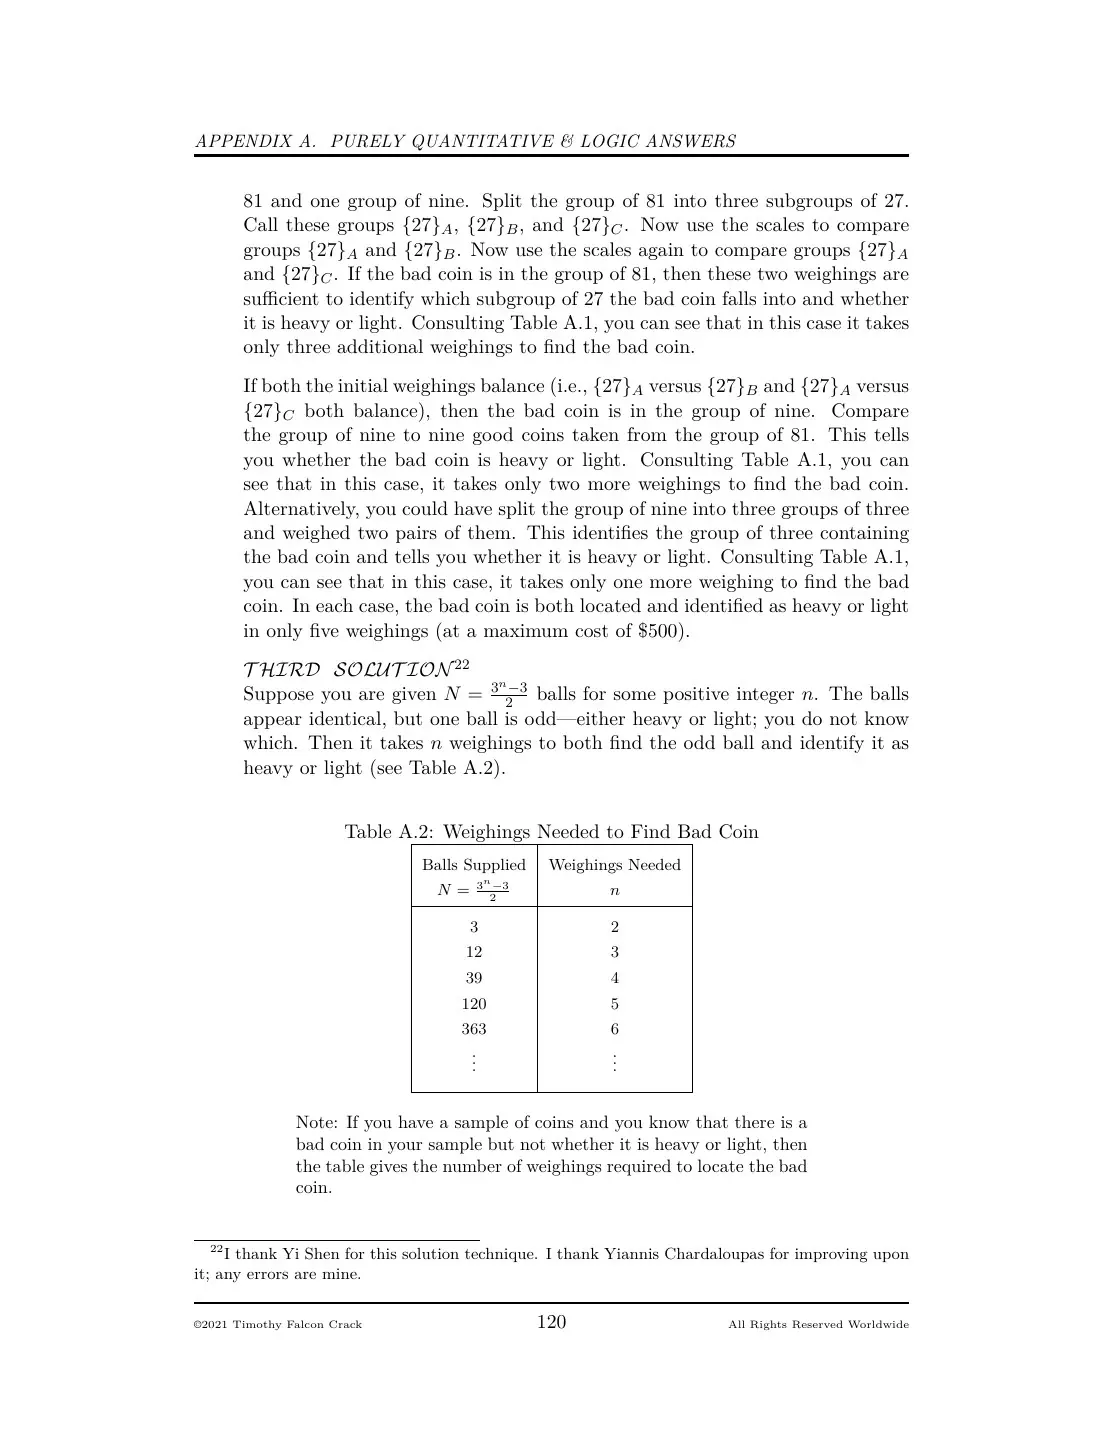 APPENDIX A. PURELY QUANTITATIVE & LOGIC ANSWERS
81 and one group of nine. Split the group of 81 into three subgroups of 27.
Call these groups {27}_A, {27}_B, and {27}_C. Now use the scales to compare
groups {27}_A and {27}_B. Now use the scales again to compare groups {27}_A
and {27}_C. If the bad coin is in the group of 81, then these two weighings are
sufficient to identify which subgroup of 27 the bad coin falls into and whether
it is heavy or light. Consulting Table A.1, you can see that in this case it takes
only three additional weighings to find the bad coin.
If both the initial weighings balance (i.e., {27}_A versus {27}_B and {27}_A versus
{27}_C both balance), then the bad coin is in the group of nine. Compare
the group of nine to nine good coins taken from the group of 81. This tells
you whether the bad coin is heavy or light. Consulting Table A.1, you can
see that in this case, it takes only two more weighings to find the bad coin.
Alternatively, you could have split the group of nine into three groups of three
and weighed two pairs of them. This identifies the group of three containing
the bad coin and tells you whether it is heavy or light. Consulting Table A.1,
you can see that in this case, it takes only one more weighing to find the bad
coin. In each case, the bad coin is both located and identified as heavy or light
in only five weighings (at a maximum cost of $500).
THIRD SOLUTION^22
Suppose you are given N = (3^n−3)/2 balls for some positive integer n. The balls
appear identical, but one ball is odd—either heavy or light; you do not know
which. Then it takes n weighings to both find the odd ball and identify it as
heavy or light (see Table A.2).
Table A.2: Weighings Needed to Find Bad Coin
Balls Supplied Weighings Needed
N = (3^n−3)/2 n
3 2
12 3
39 4
120 5
363 6
⋮ ⋮
Note: If you have a sample of coins and you know that there is a
bad coin in your sample but not whether it is heavy or light, then
the table gives the number of weighings required to locate the bad
coin.
^22I thank Yi Shen for this solution technique. I thank Yiannis Chardaloupas for improving upon
it; any errors are mine.
©2021 Timothy Falcon Crack 120 All Rights Reserved Worldwide